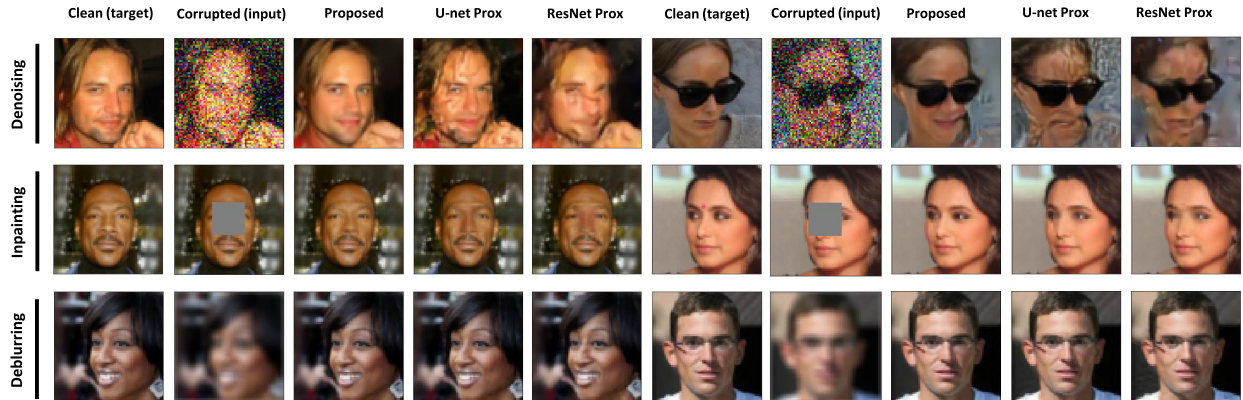 Clean (target) Corrupted (input) Proposed U-net Prox ResNet Prox Clean (target) Corrupted (input) Proposed U-net Prox ResNet Prox
Denoising
Inpainting
Deblurring